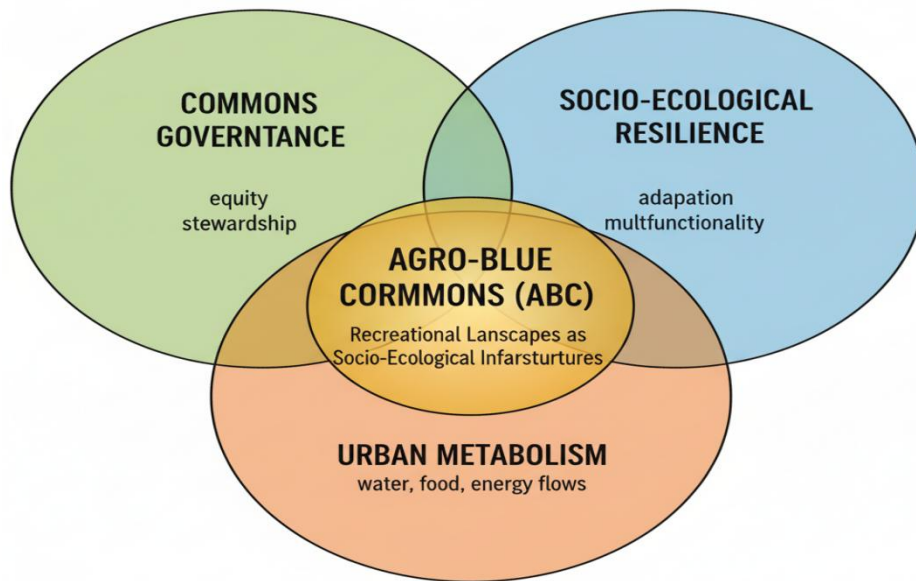 COMMONS
GOVERNTANCE
equity
stewardship
SOCIO-ECOLOGICAL
RESILIENCE
adapation
multfunctionality
AGRO-BLUE
CORMMONS (ABC)
Recreational Lanscapes as
Socio-Ecological Infarsturtures
URBAN METABOLISM
water, food, energy flows